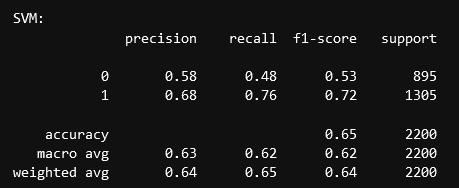 SVM:
precision recall f1-score support
0 0.58 0.48 0.53 895
1 0.68 0.76 0.72 1305
accuracy 0.65 2200
macro avg 0.63 0.62 0.62 2200
weighted avg 0.64 0.65 0.64 2200